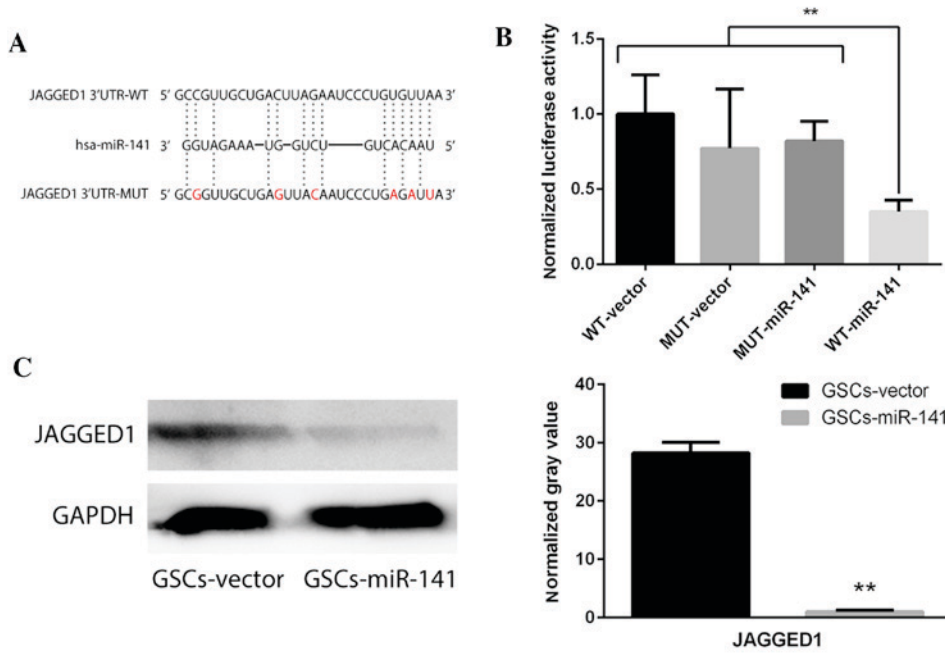 A
JAGGED1 3'UTR-WT 5' GCCGUUGCUGACUUAGAAUCCCUGUGUUAA 3'
hsa-miR-141 3' GGUAGAAA—UG—GUCU——GUCACAAU 5'
JAGGED1 3'UTR-MUT 5' GCGGUUGCUGAGUUACAAUCCCUGAGAUUA 3'
B
**
Normalized luciferase activity
1.5
1.0
0.5
0.0
WT-vector
MUT-vector
MUT-miR-141
WT-miR-141
C
JAGGED1
GAPDH
GSCs-vector GSCs-miR-141
Normalized gray value
40
30
20
10
0
GSCs-vector
GSCs-miR-141
**
JAGGED1